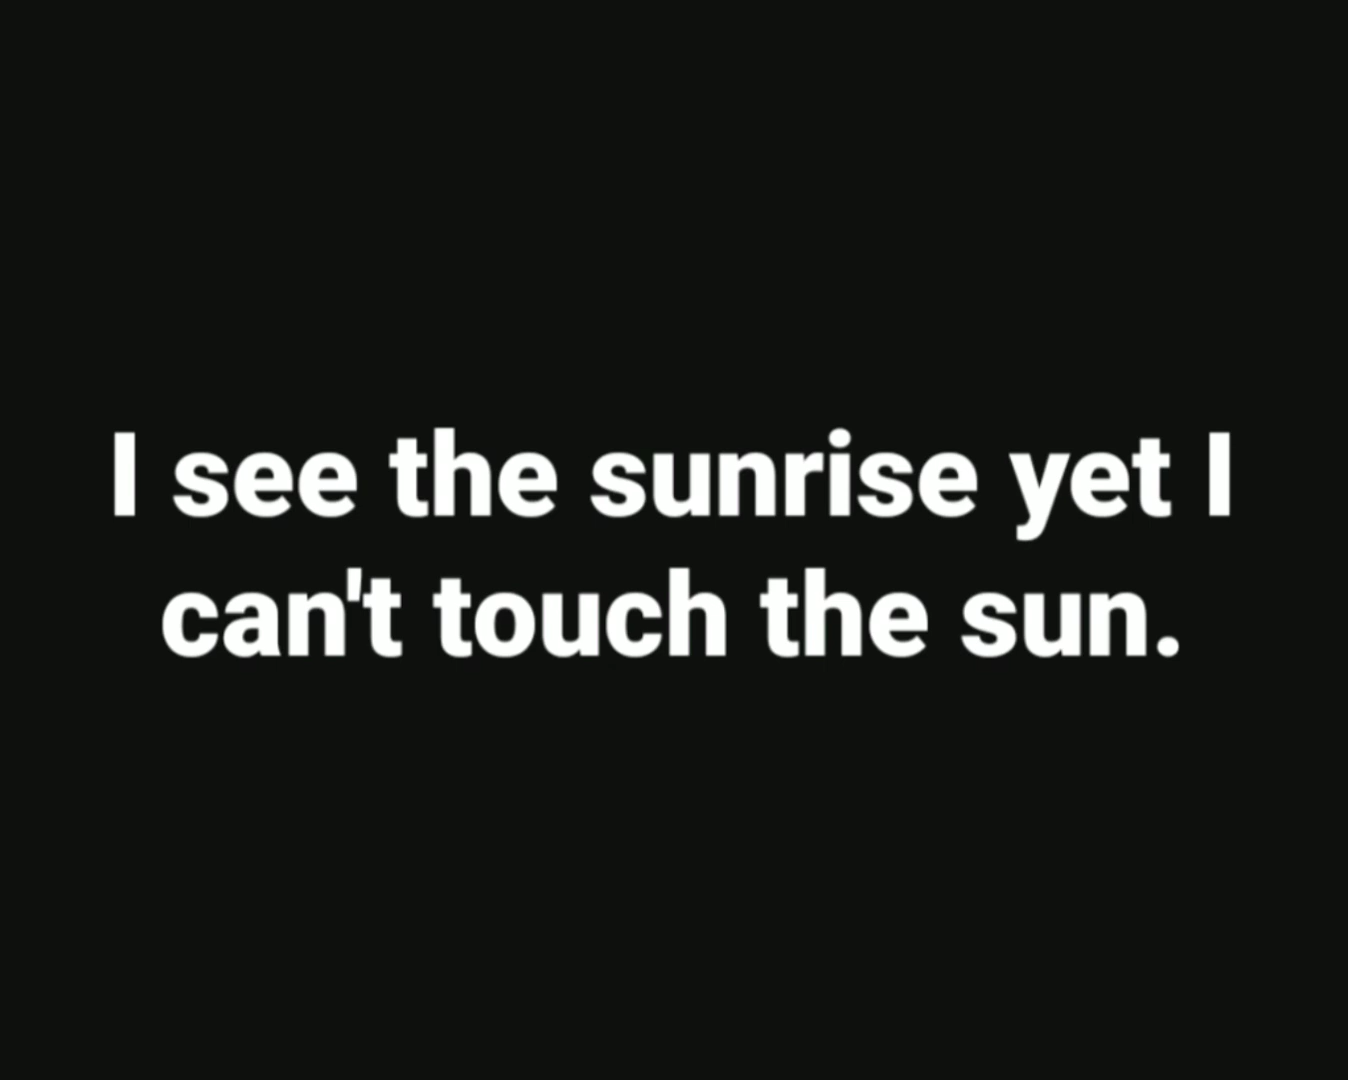 I see the sunrise yet I
can't touch the sun.